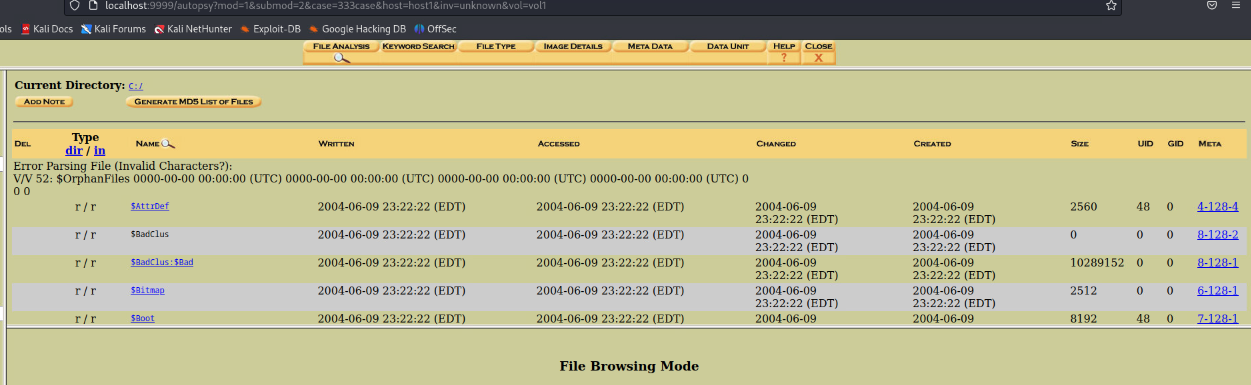 localhost:9999/autopsy?mod=1&submod=2&case=333case&host=host1&inv=unknown&vol=vol1
ols Kali Docs Kali Forums Kali NetHunter Exploit-DB Google Hacking DB OffSec
FILE ANALYSIS KEYWORD SEARCH FILE TYPE IMAGE DETAILS META DATA DATA UNIT HELP CLOSE
? X
Current Directory: C:/
ADD NOTE GENERATE MD5 LIST OF FILES
DEL Type dir / in NAME WRITTEN ACCESSED CHANGED CREATED SIZE UID GID META
Error Parsing File (Invalid Characters?):
V/V 52: $OrphanFiles 0000-00-00 00:00:00 (UTC) 0000-00-00 00:00:00 (UTC) 0000-00-00 00:00:00 (UTC) 0000-00-00 00:00:00 (UTC) 0
0 0
r / r $AttrDef 2004-06-09 23:22:22 (EDT) 2004-06-09 23:22:22 (EDT) 2004-06-09 23:22:22 (EDT) 2004-06-09 23:22:22 (EDT) 2560 48 0 4-128-4
r / r $BadClus 2004-06-09 23:22:22 (EDT) 2004-06-09 23:22:22 (EDT) 2004-06-09 23:22:22 (EDT) 2004-06-09 23:22:22 (EDT) 0 0 0 8-128-2
r / r $BadClus:$Bad 2004-06-09 23:22:22 (EDT) 2004-06-09 23:22:22 (EDT) 2004-06-09 23:22:22 (EDT) 2004-06-09 23:22:22 (EDT) 10289152 0 0 8-128-1
r / r $Bitmap 2004-06-09 23:22:22 (EDT) 2004-06-09 23:22:22 (EDT) 2004-06-09 23:22:22 (EDT) 2004-06-09 23:22:22 (EDT) 2512 0 0 6-128-1
r / r $Boot 2004-06-09 23:22:22 (EDT) 2004-06-09 23:22:22 (EDT) 2004-06-09 2004-06-09 8192 48 0 7-128-1
File Browsing Mode